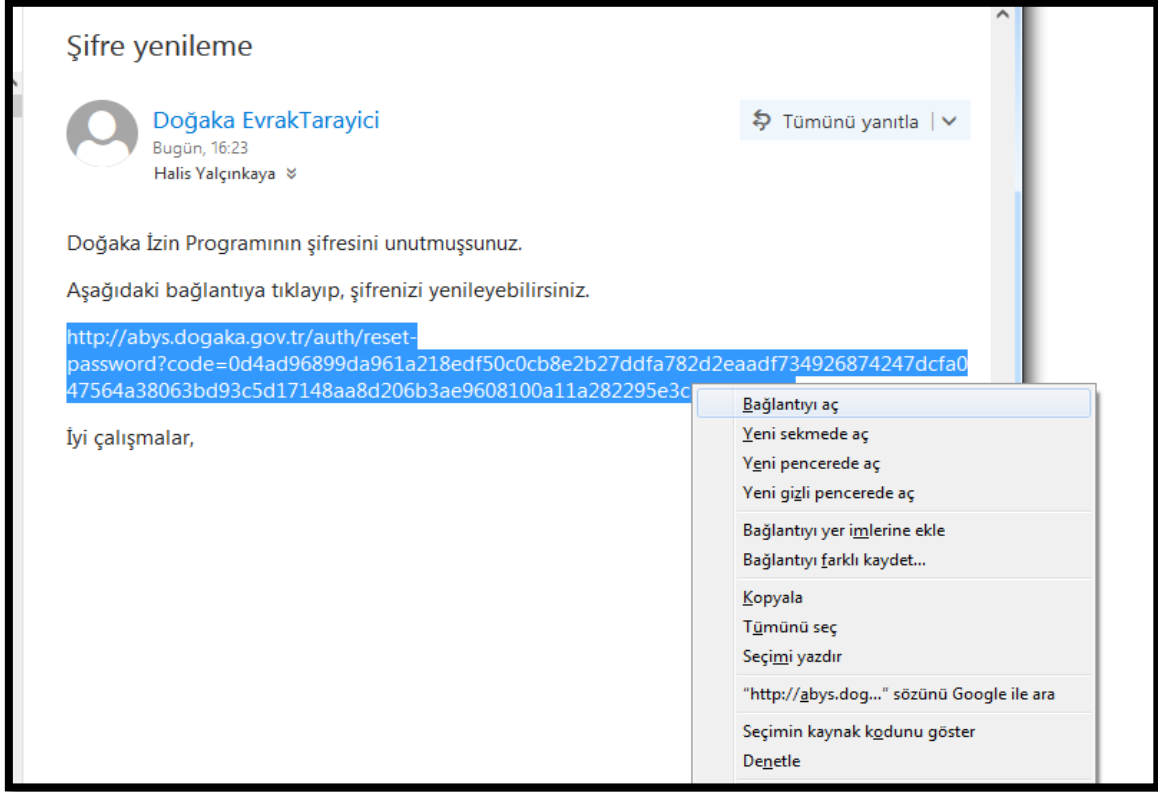 Şifre yenileme
Doğaka EvrakTarayici
Bugün, 16:23
Halis Yalçınkaya
Tümünü yanıtla
Doğaka İzin Programının şifresini unutmuşsunuz.
Aşağıdaki bağlantıya tıklayıp, şifrenizi yenileyebilirsiniz.
http://abys.dogaka.gov.tr/auth/reset-
password?code=0d4ad96899da961a218edf50c0cb8e2b27ddfa782d2eaadf734926874247dcfa0
47564a38063bd93c5d17148aa8d206b3ae9608100a11a282295e3c
İyi çalışmalar,
Bağlantıyı aç
Yeni sekmede aç
Yeni pencerede aç
Yeni gizli pencerede aç
Bağlantıyı yer imlerine ekle
Bağlantıyı farklı kaydet...
Kopyala
Tümünü seç
Seçimi yazdır
"http://abys.dog..." sözünü Google ile ara
Seçimin kaynak kodunu göster
Denetle